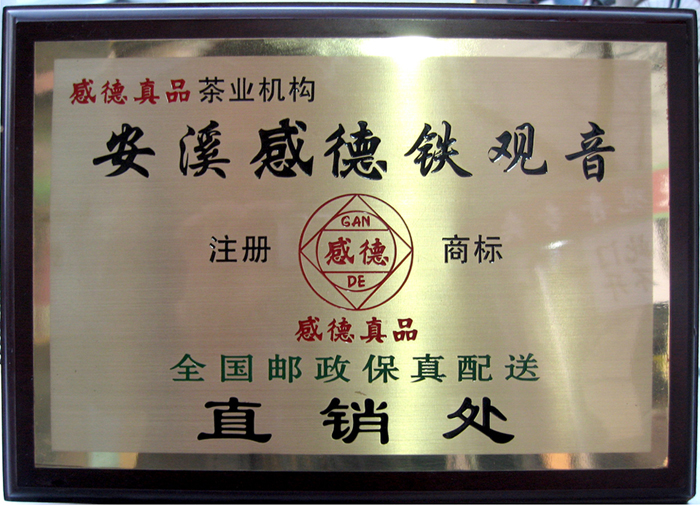 感德真品茶业机构
安溪感德铁观音
GAN
注册 感德 商标
DE
感德真品
全国邮政保真配送
直销处